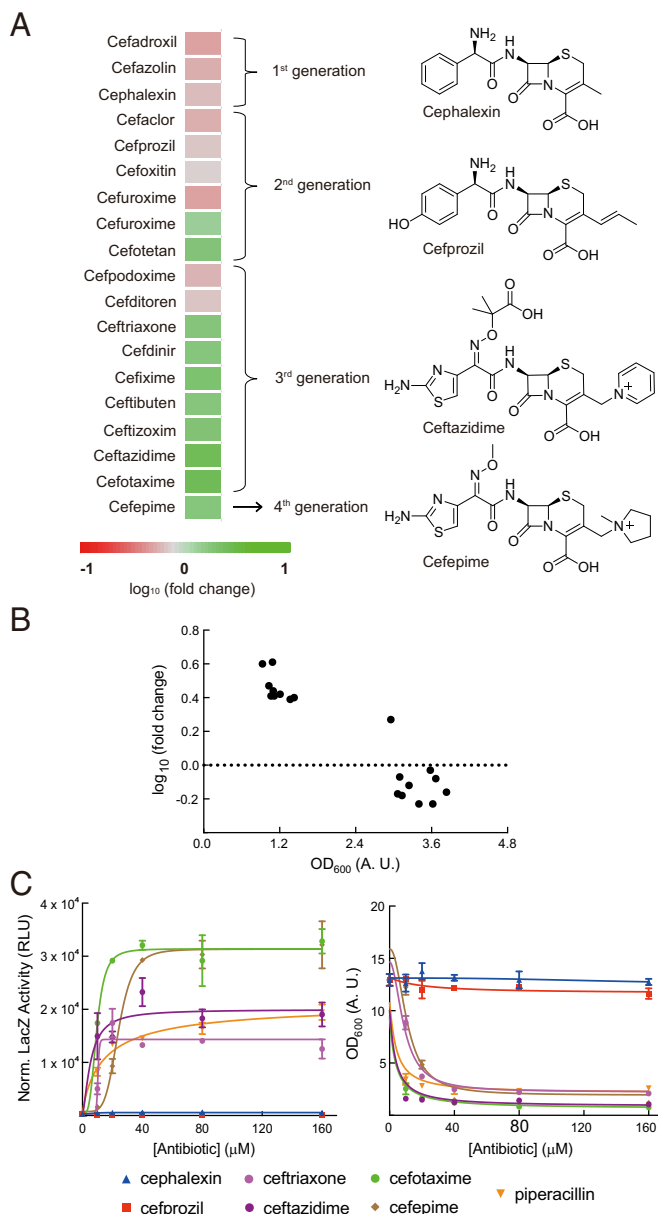 A
Cefadroxil
Cefazolin
Cephalexin
Cefaclor
Cefprozil
Cefoxitin
Cefuroxime
Cefuroxime
Cefotetan
Cefpodoxime
Cefditoren
Ceftriaxone
Cefdinir
Cefixime
Ceftibuten
Ceftizoxim
Ceftazidime
Cefotaxime
Cefepime
1st generation
2nd generation
3rd generation
4th generation
-1 0 1
log10 (fold change)
NH2
H
N
S
O
O
N
O
OH
Cephalexin
NH2
H
N
S
HO
O
O
N
O
OH
Cefprozil
O
OH
O
N
H
N
S
N
H2N
S
O
O
N
N
+
O
OH
Ceftazidime
O
N
H
N
S
N
H2N
S
O
O
N
N
+
O
OH
Cefepime
B
log10 (fold change)
0.6
0.4
0.2
0.0
-0.2
0.0 1.2 2.4 3.6 4.8
OD600 (A. U.)
C
Norm. LacZ Activity (RLU)
4 x 10⁴
3 x 10⁴
2 x 10⁴
1 x 10⁴
0 40 80 120 160
[Antibiotic] (μM)
OD600 (A. U.)
20
15
10
5
0
0 40 80 120 160
[Antibiotic] (μM)
cephalexin ceftriaxone cefotaxime piperacillin
cefprozil ceftazidime cefepime